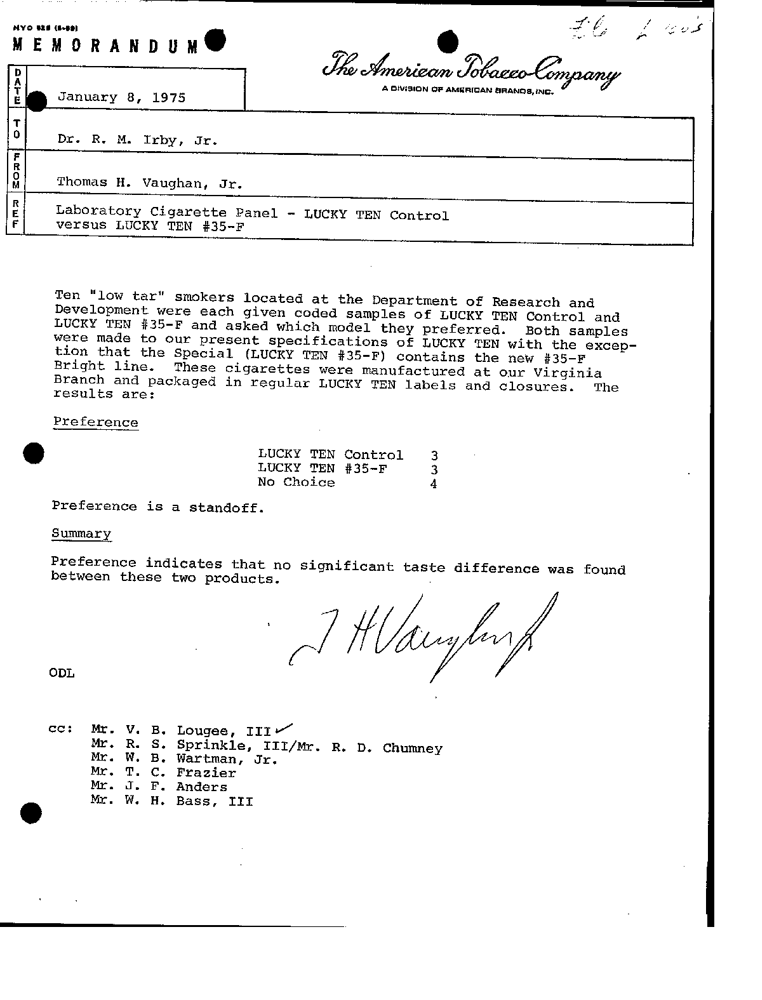 NYO 828 (5-69)
MEMORANDUM
The American Tobacco Company
A DIVISION OF AMERICAN BRANDS, INC.
DATE
January 8, 1975
TO
Dr. R. M. Irby, Jr.
FROM
Thomas H. Vaughan, Jr.
REF
Laboratory Cigarette Panel - LUCKY TEN Control
versus LUCKY TEN #35-F
Ten "low tar" smokers located at the Department of Research and
Development were each given coded samples of LUCKY TEN Control and
LUCKY TEN #35-F and asked which model they preferred. Both samples
were made to our present specifications of LUCKY TEN with the excep-
tion that the Special (LUCKY TEN #35-F) contains the new #35-F
Bright line. These cigarettes were manufactured at our Virginia
Branch and packaged in regular LUCKY TEN labels and closures. The
results are:
Preference
LUCKY TEN Control 3
LUCKY TEN #35-F 3
No Choice 4
Preference is a standoff.
Summary
Preference indicates that no significant taste difference was found
between these two products.
T H Vaughan Jr
ODL
cc: Mr. V. B. Lougee, III
Mr. R. S. Sprinkle, III/Mr. R. D. Chumney
Mr. W. B. Wartman, Jr.
Mr. T. C. Frazier
Mr. J. F. Anders
Mr. W. H. Bass, III